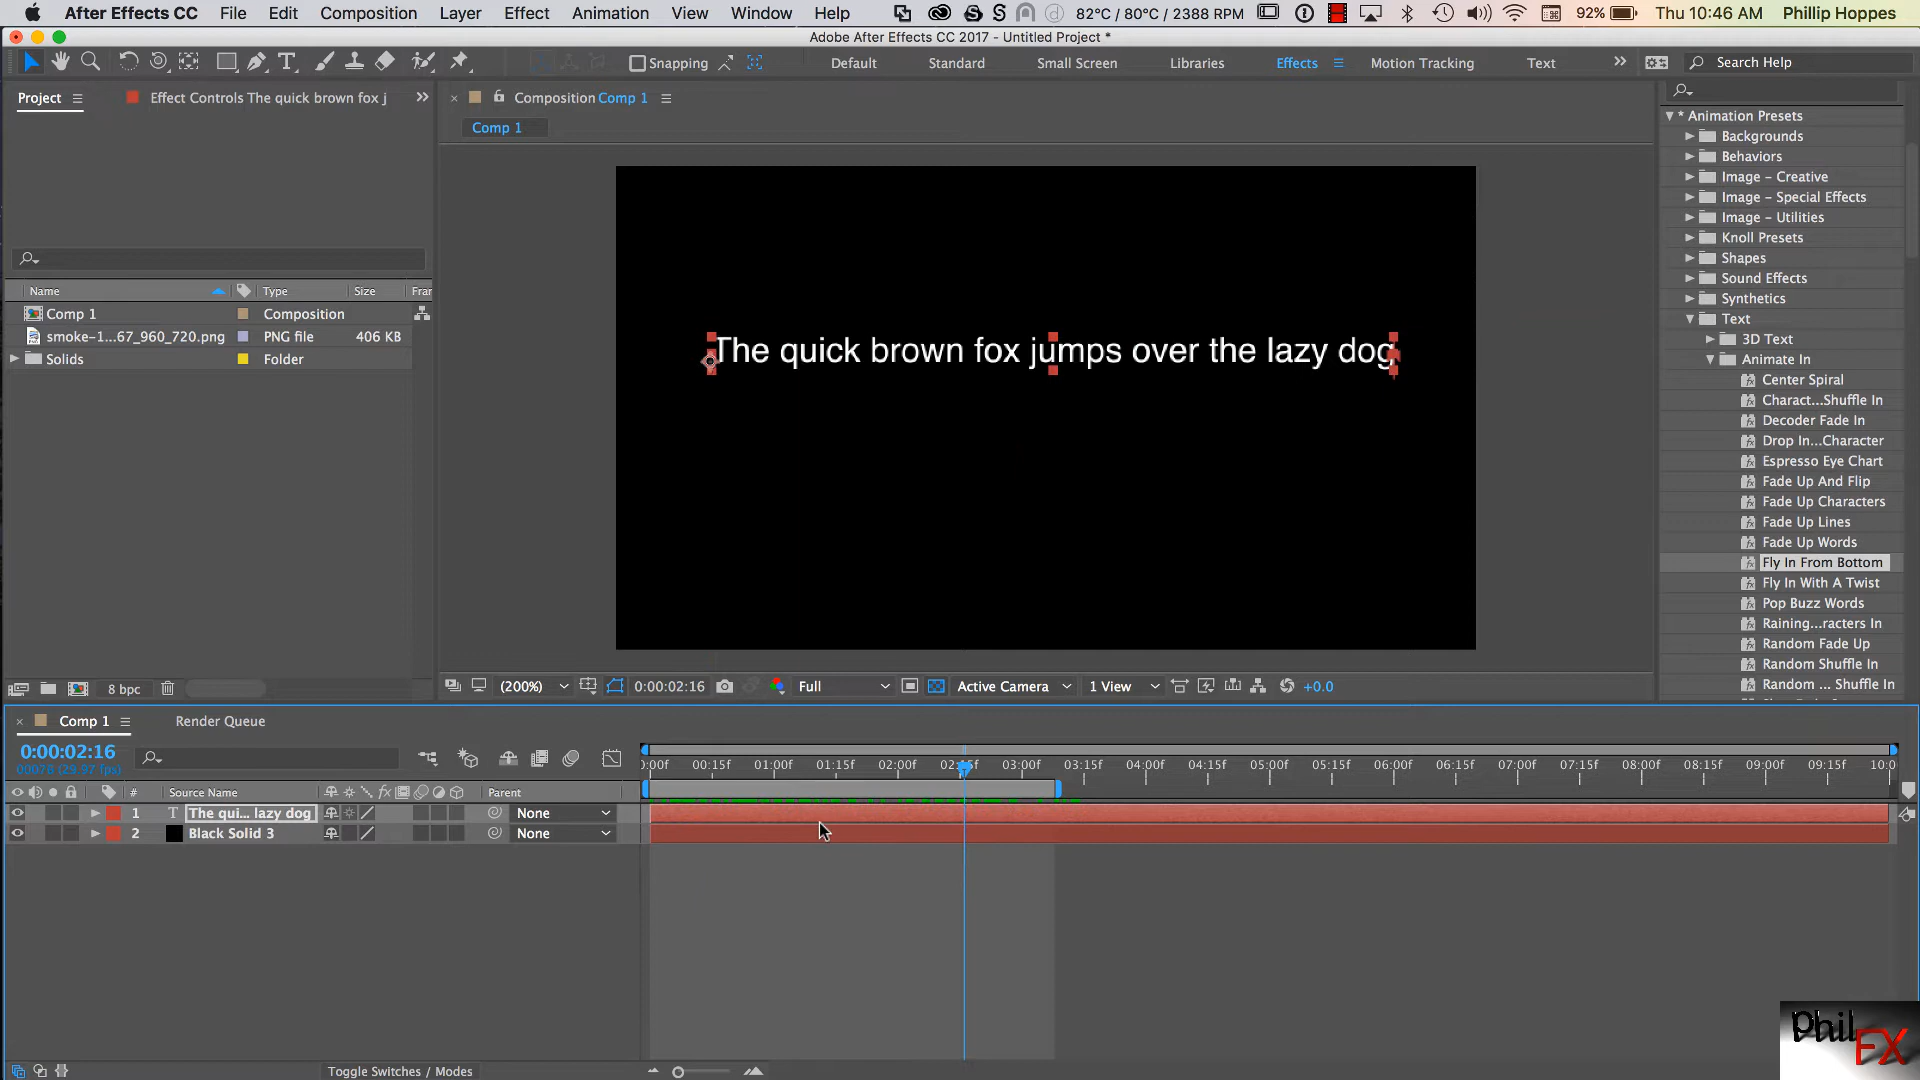 After Effects CC File Edit Composition Layer Effect Animation View Window Help 82°C / 80°C / 2388 RPM 92% Thu 10:46 AM Phillip Hoppes
Adobe After Effects CC 2017 - Untitled Project *
Snapping Default Standard Small Screen Libraries Effects Motion Tracking Text Search Help
Project Effect Controls The quick brown fox j Composition Comp 1
Comp 1
The quick brown fox jumps over the lazy dog
Name Type Size Fran
Comp 1 Composition
smoke-1...67_960_720.png PNG file 406 KB
Solids Folder
8 bpc
(200%) 0:00:02:16 Full Active Camera 1 View +0.0
* Animation Presets
Backgrounds
Behaviors
Image – Creative
Image – Special Effects
Image – Utilities
Knoll Presets
Shapes
Sound Effects
Synthetics
Text
3D Text
Animate In
Center Spiral
Charact...Shuffle In
Decoder Fade In
Drop In...Character
Espresso Eye Chart
Fade Up And Flip
Fade Up Characters
Fade Up Lines
Fade Up Words
Fly In From Bottom
Fly In With A Twist
Pop Buzz Words
Raining...racters In
Random Fade Up
Random Shuffle In
Random ... Shuffle In
Comp 1 Render Queue
0:00:02:16
00076 (29.97 fps)
):00f 00:15f 01:00f 01:15f 02:00f 02:15f 03:00f 03:15f 04:00f 04:15f 05:00f 05:15f 06:00f 06:15f 07:00f 07:15f 08:00f 08:15f 09:00f 09:15f 10:0
# Source Name Parent
1 T The qui... lazy dog None
2 Black Solid 3 None
Toggle Switches / Modes
Phil
FX